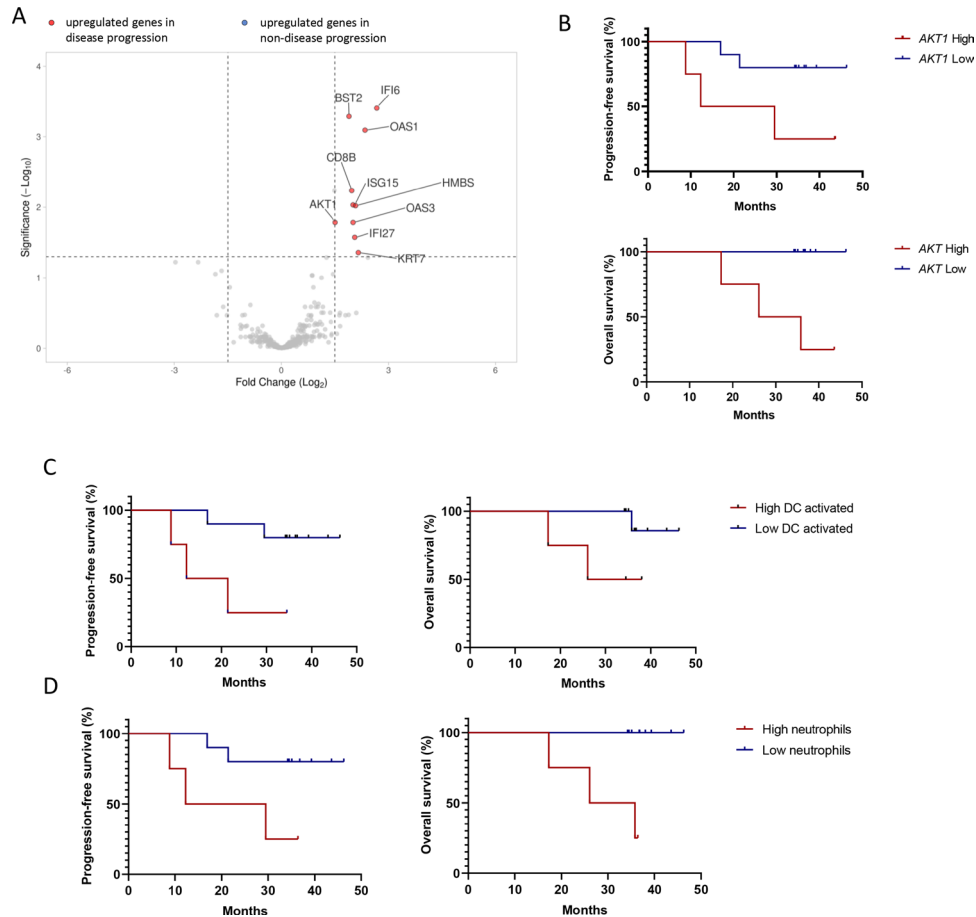 A
upregulated genes in
disease progression
upregulated genes in
non-disease progression
4
3
2
1
0
Significance (−Log10)
-6
-3
0
3
6
Fold Change (Log2)
IFI6
BST2
OAS1
CD8B
ISG15
HMBS
AKT1
OAS3
IFI27
KRT7
B
Progression-free survival (%)
100
50
0
0 10 20 30 40 50
Months
AKT1 High
AKT1 Low
Overall survival (%)
100
50
0
0 10 20 30 40 50
Months
AKT High
AKT Low
C
Progression-free survival (%)
100
50
0
0 10 20 30 40 50
Months
Overall survival (%)
100
50
0
0 10 20 30 40 50
Months
High DC activated
Low DC activated
D
Progression-free survival (%)
100
50
0
0 10 20 30 40 50
Months
Overall survival (%)
100
50
0
0 10 20 30 40 50
Months
High neutrophils
Low neutrophils